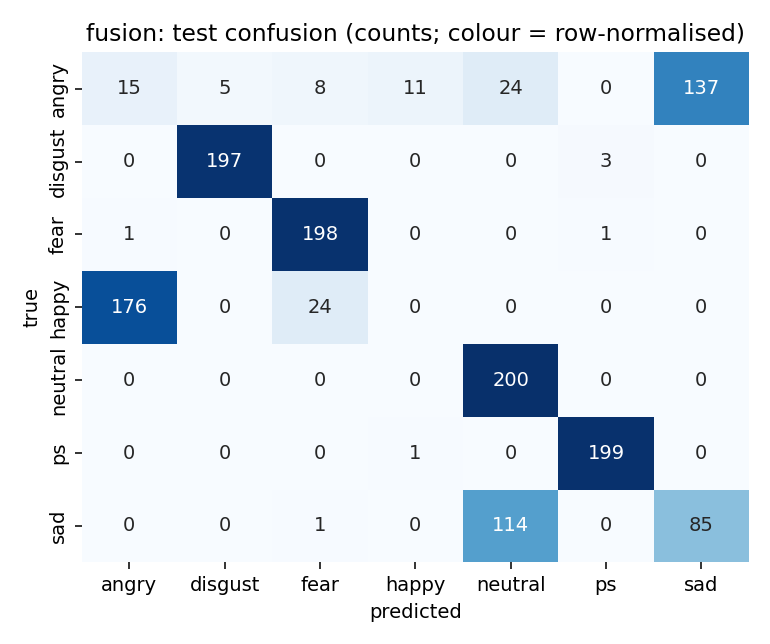 fusion: test confusion (counts; colour = row-normalised)
true
angry 15 5 8 11 24 0 137
disgust 0 197 0 0 0 3 0
fear 1 0 198 0 0 1 0
happy 176 0 24 0 0 0 0
neutral 0 0 0 0 200 0 0
ps 0 0 0 1 0 199 0
sad 0 0 1 0 114 0 85
angry disgust fear happy neutral ps sad
predicted